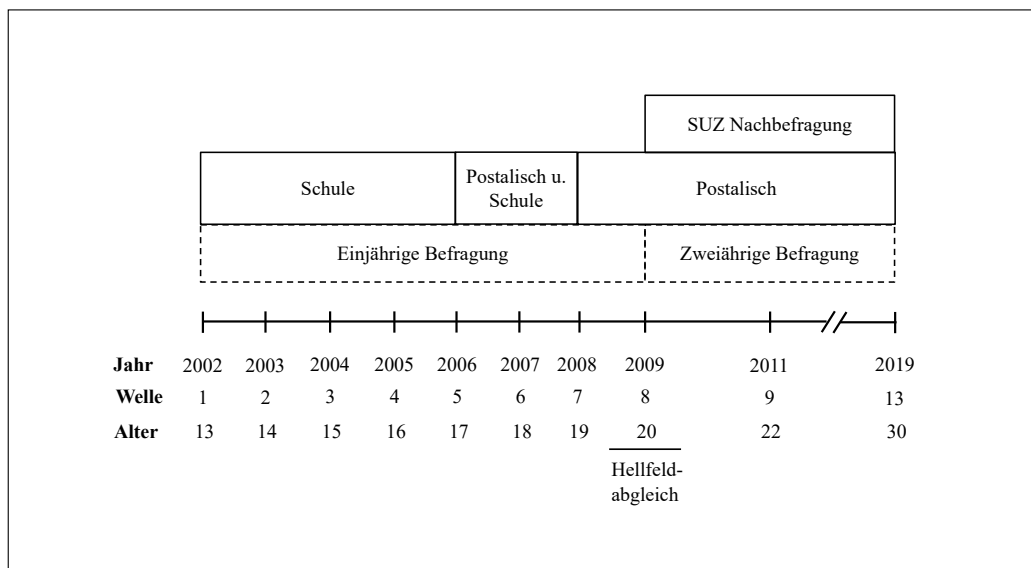 SUZ Nachbefragung
Schule
Postalisch u.
Schule
Postalisch
Einjährige Befragung
Zweiährige Befragung
Jahr 2002 2003 2004 2005 2006 2007 2008 2009 2011 2019
Welle 1 2 3 4 5 6 7 8 9 13
Alter 13 14 15 16 17 18 19 20 22 30
Hellfeld-
abgleich